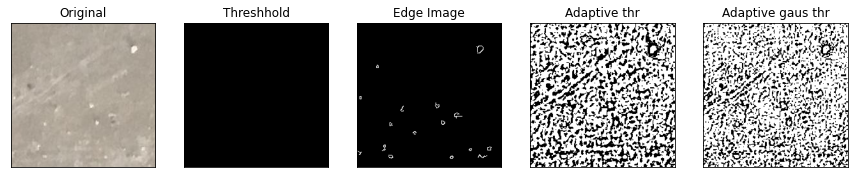 Original
Threshhold
Edge Image
Adaptive thr
Adaptive gaus thr